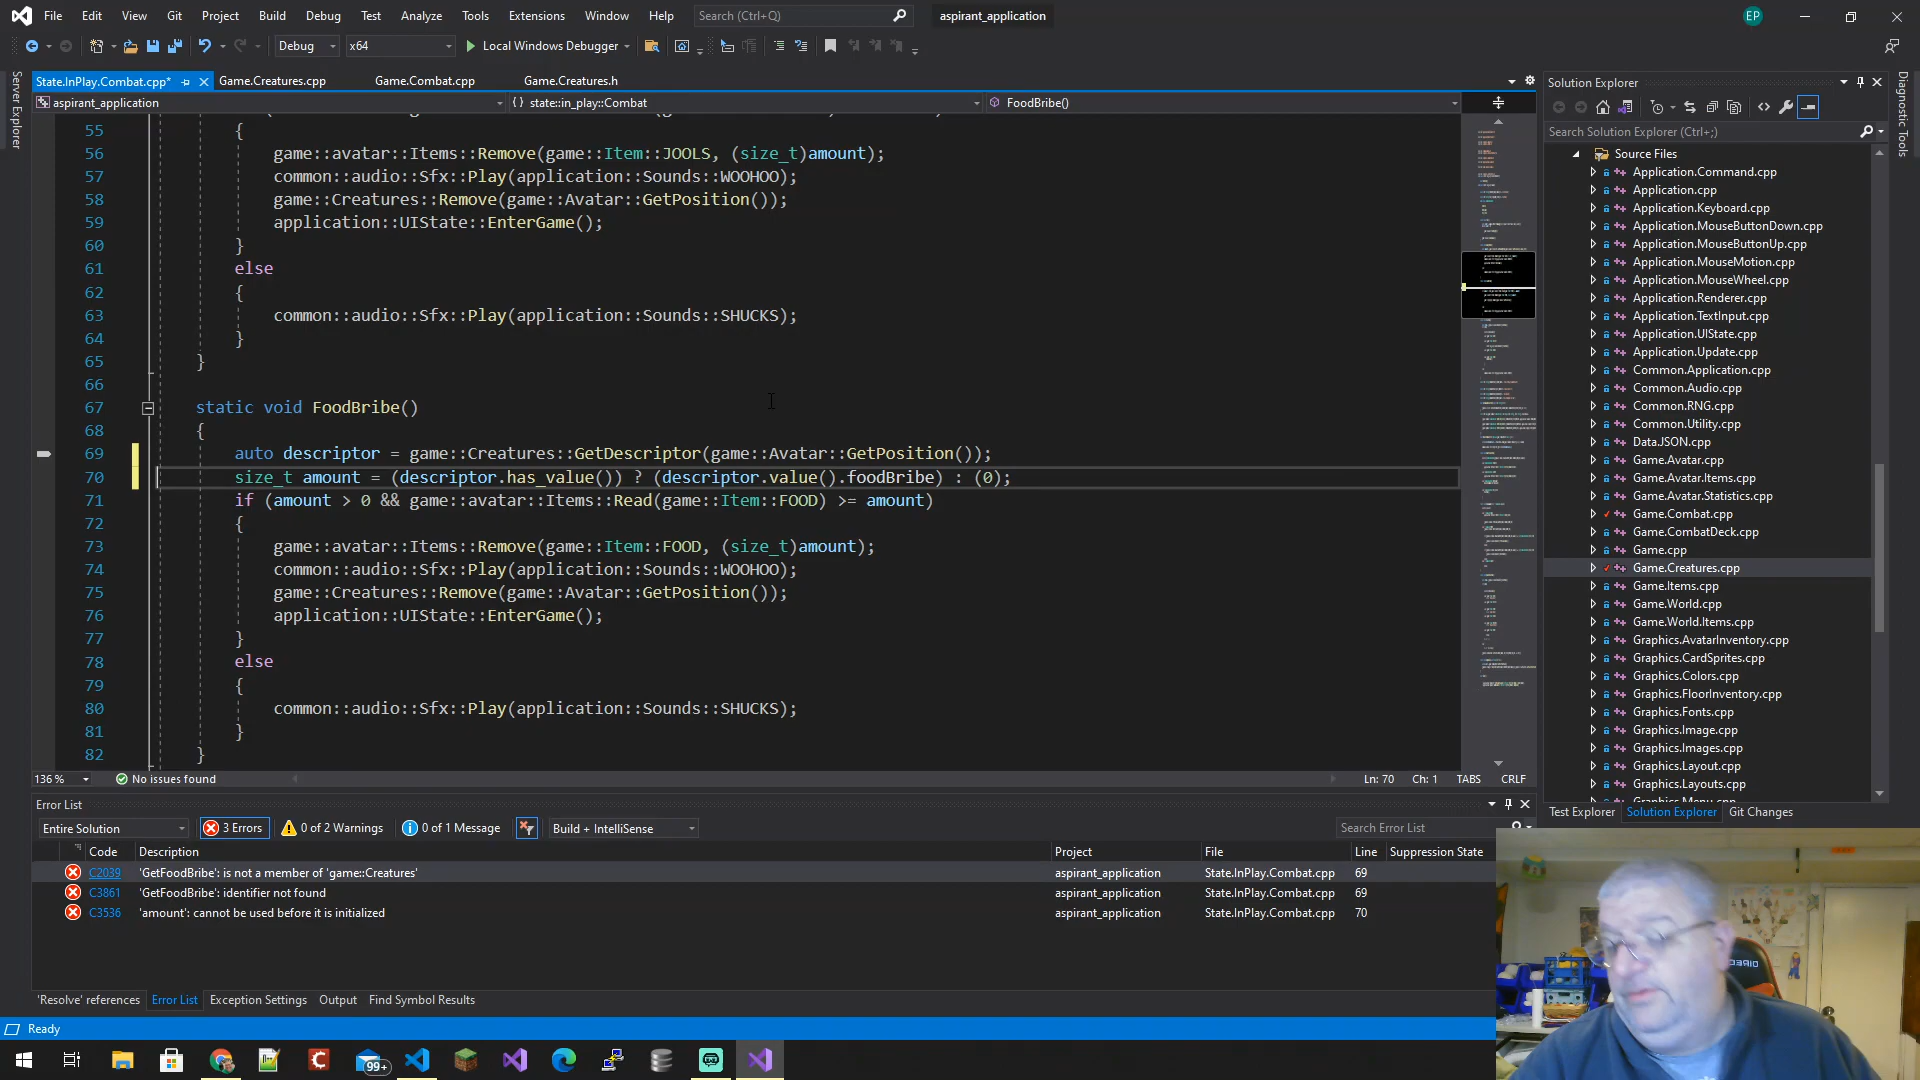 File Edit View Git Project Build Debug Test Analyze Tools Extensions Window Help Search (Ctrl+Q) aspirant_application EP
Debug x64 Local Windows Debugger
State.InPlay.Combat.cpp* Game.Creatures.cpp Game.Combat.cpp Game.Creatures.h
aspirant_application {} state::in_play::Combat FoodBribe()
55 {
56 game::avatar::Items::Remove(game::Item::JOOLS, (size_t)amount);
57 common::audio::Sfx::Play(application::Sounds::WOOHOO);
58 game::Creatures::Remove(game::Avatar::GetPosition());
59 application::UIState::EnterGame();
60 }
61 else
62 {
63 common::audio::Sfx::Play(application::Sounds::SHUCKS);
64 }
65 }
66
67 static void FoodBribe()
68 {
69 auto descriptor = game::Creatures::GetDescriptor(game::Avatar::GetPosition());
70 size_t amount = (descriptor.has_value()) ? (descriptor.value().foodBribe) : (0);
71 if (amount > 0 && game::avatar::Items::Read(game::Item::FOOD) >= amount)
72 {
73 game::avatar::Items::Remove(game::Item::FOOD, (size_t)amount);
74 common::audio::Sfx::Play(application::Sounds::WOOHOO);
75 game::Creatures::Remove(game::Avatar::GetPosition());
76 application::UIState::EnterGame();
77 }
78 else
79 {
80 common::audio::Sfx::Play(application::Sounds::SHUCKS);
81 }
82 }
136 % No issues found Ln: 70 Ch: 1 TABS CRLF
Error List
Entire Solution 3 Errors 0 of 2 Warnings 0 of 1 Message Build + IntelliSense Search Error List
Code Description Project File Line Suppression State
C2039 'GetFoodBribe': is not a member of 'game::Creatures' aspirant_application State.InPlay.Combat.cpp 69
C3861 'GetFoodBribe': identifier not found aspirant_application State.InPlay.Combat.cpp 69
C3536 'amount': cannot be used before it is initialized aspirant_application State.InPlay.Combat.cpp 70
'Resolve' references Error List Exception Settings Output Find Symbol Results
Ready
Server Explorer
Solution Explorer
Search Solution Explorer (Ctrl+;)
Source Files
Application.Command.cpp
Application.cpp
Application.Keyboard.cpp
Application.MouseButtonDown.cpp
Application.MouseButtonUp.cpp
Application.MouseMotion.cpp
Application.MouseWheel.cpp
Application.Renderer.cpp
Application.TextInput.cpp
Application.UIState.cpp
Application.Update.cpp
Common.Application.cpp
Common.Audio.cpp
Common.RNG.cpp
Common.Utility.cpp
Data.JSON.cpp
Game.Avatar.cpp
Game.Avatar.Items.cpp
Game.Avatar.Statistics.cpp
Game.Combat.cpp
Game.CombatDeck.cpp
Game.cpp
Game.Creatures.cpp
Game.Items.cpp
Game.World.cpp
Game.World.Items.cpp
Graphics.AvatarInventory.cpp
Graphics.CardSprites.cpp
Graphics.Colors.cpp
Graphics.FloorInventory.cpp
Graphics.Fonts.cpp
Graphics.Image.cpp
Graphics.Images.cpp
Graphics.Layout.cpp
Graphics.Layouts.cpp
Graphics.Menu.cpp
Test Explorer Solution Explorer Git Changes
Diagnostic Tools
99+